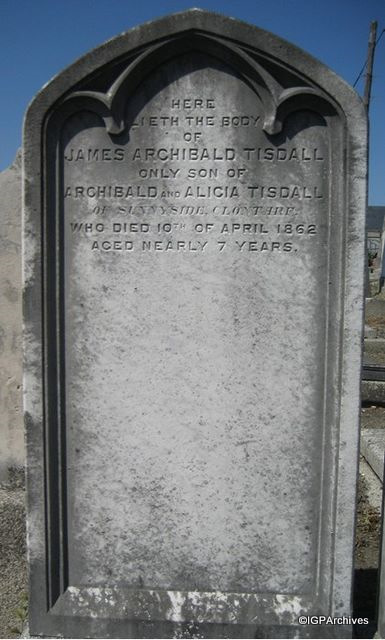 HERE
LIETH THE BODY
OF
JAMES ARCHIBALD TISDALL
ONLY SON OF
ARCHIBALD AND ALICIA TISDALL
OF SUNNYSIDE, CLONTARF,
WHO DIED 10TH OF APRIL 1862
AGED NEARLY 7 YEARS.
©IGPArchives